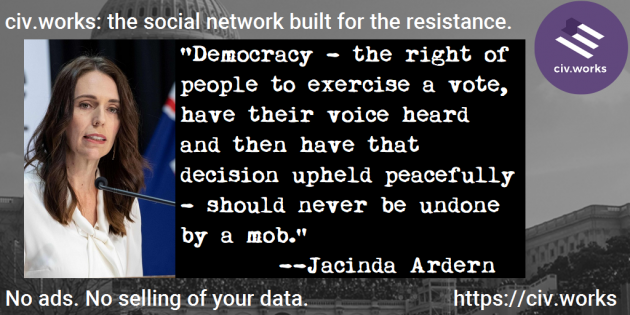 civ.works: the social network built for the resistance.
civ.works
"Democracy - the right of
people to exercise a vote,
have their voice heard
and then have that
decision upheld peacefully
- should never be undone
by a mob."
--Jacinda Ardern
No ads. No selling of your data.
https://civ.works